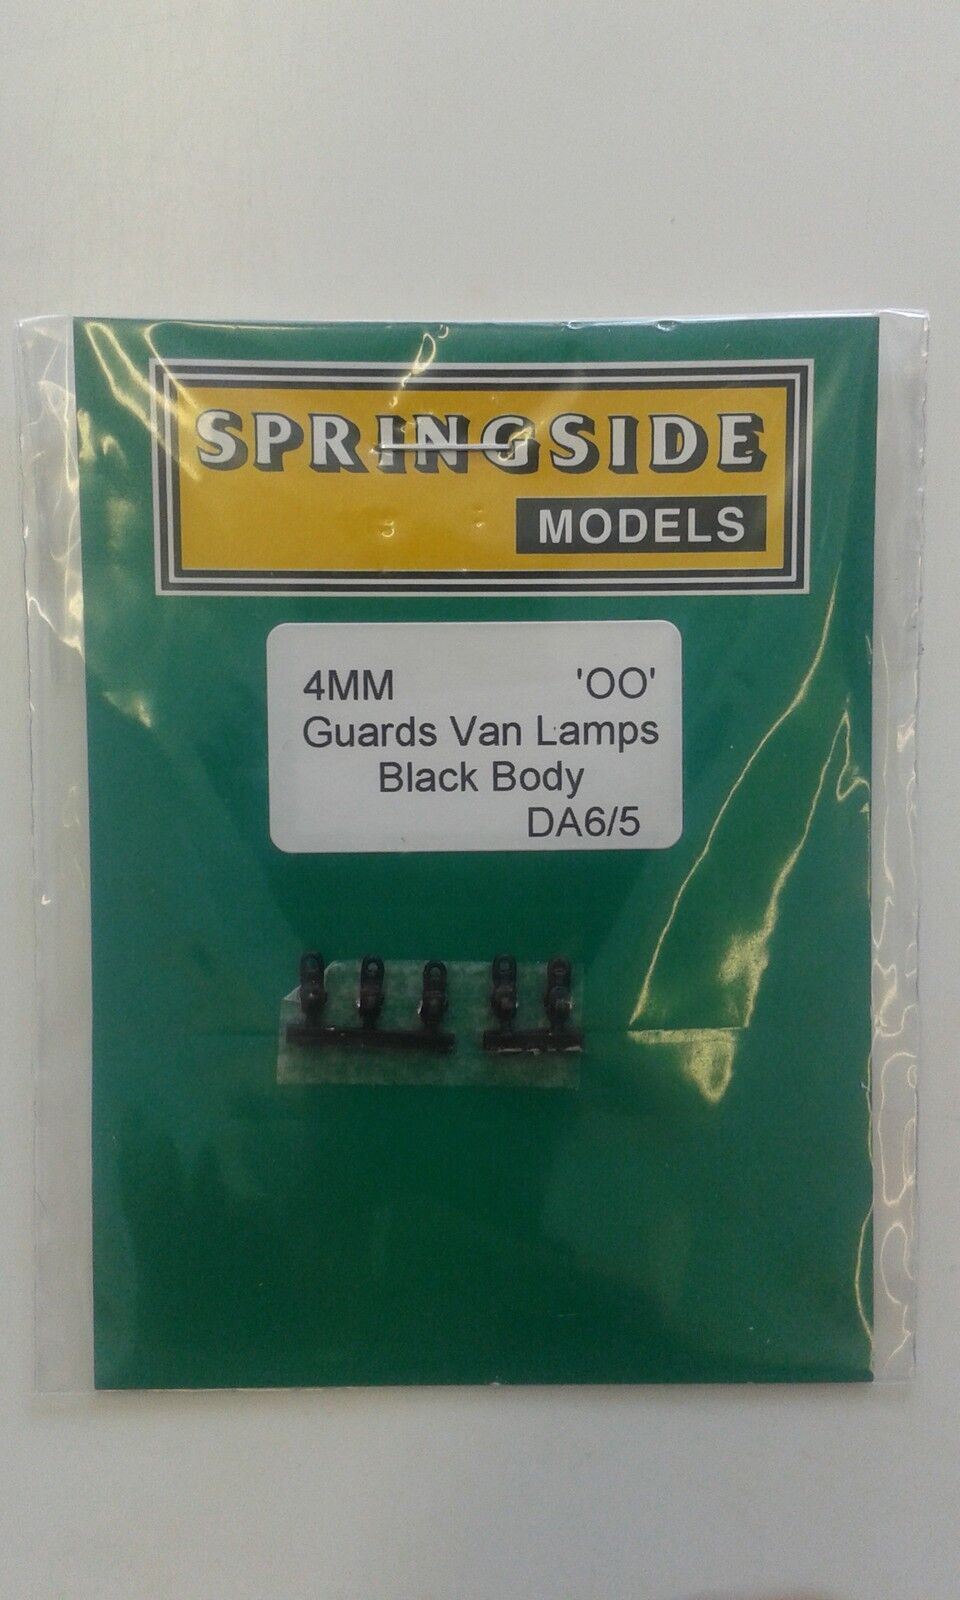 SPRINGSIDE
MODELS
4MM 'OO'
Guards Van Lamps
Black Body
DA6/5